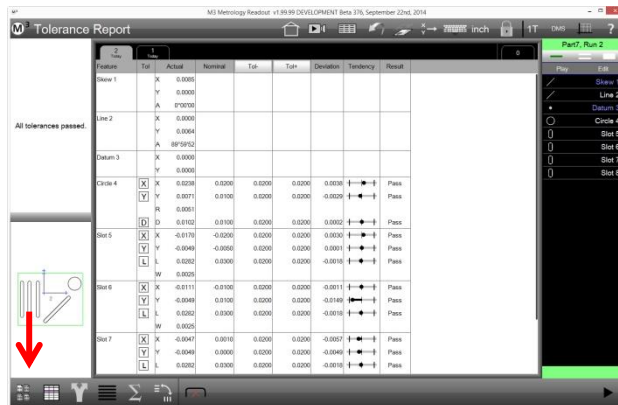 M3 Metrology Readout v1.99.99 DEVELOPMENT Beta 376, September 22nd, 2014
M3 Tolerance Report
inch 1T DMS ?
All tolerances passed.
2 Today 1 Today 0
Feature Tol Actual Nominal Tol- Tol+ Deviation Tendency Result
Skew 1 X 0.0085
Y 0.0000
A 0°00'00
Line 2 X 0.0000
Y 0.0064
A 89°59'52
Datum 3 X 0.0000
Y 0.0000
Circle 4 X X 0.0238 0.0200 0.0200 0.0200 0.0038 Pass
Y Y 0.0071 0.0100 0.0200 0.0200 -0.0029 Pass
R 0.0051
D D 0.0102 0.0100 0.0200 0.0200 0.0002 Pass
Slot 5 X X -0.0170 -0.0200 0.0200 0.0200 0.0030 Pass
Y Y -0.0049 -0.0050 0.0200 0.0200 0.0001 Pass
L L 0.0282 0.0300 0.0200 0.0200 -0.0018 Pass
W 0.0025
Slot 6 X X -0.0111 -0.0100 0.0200 0.0200 -0.0011 Pass
Y Y -0.0049 0.0100 0.0200 0.0200 -0.0149 Pass
L L 0.0282 0.0300 0.0200 0.0200 -0.0018 Pass
W 0.0025
Slot 7 X X -0.0047 0.0010 0.0200 0.0200 -0.0057 Pass
Y Y -0.0049 0.0000 0.0200 0.0200 -0.0049 Pass
L L 0.0282 0.0300 0.0200 0.0200 -0.0018 Pass
Part7, Run 2
Play Edit
Skew 1
Line 2
Datum 3
Circle 4
Slot 5
Slot 6
Slot 7
Slot 8